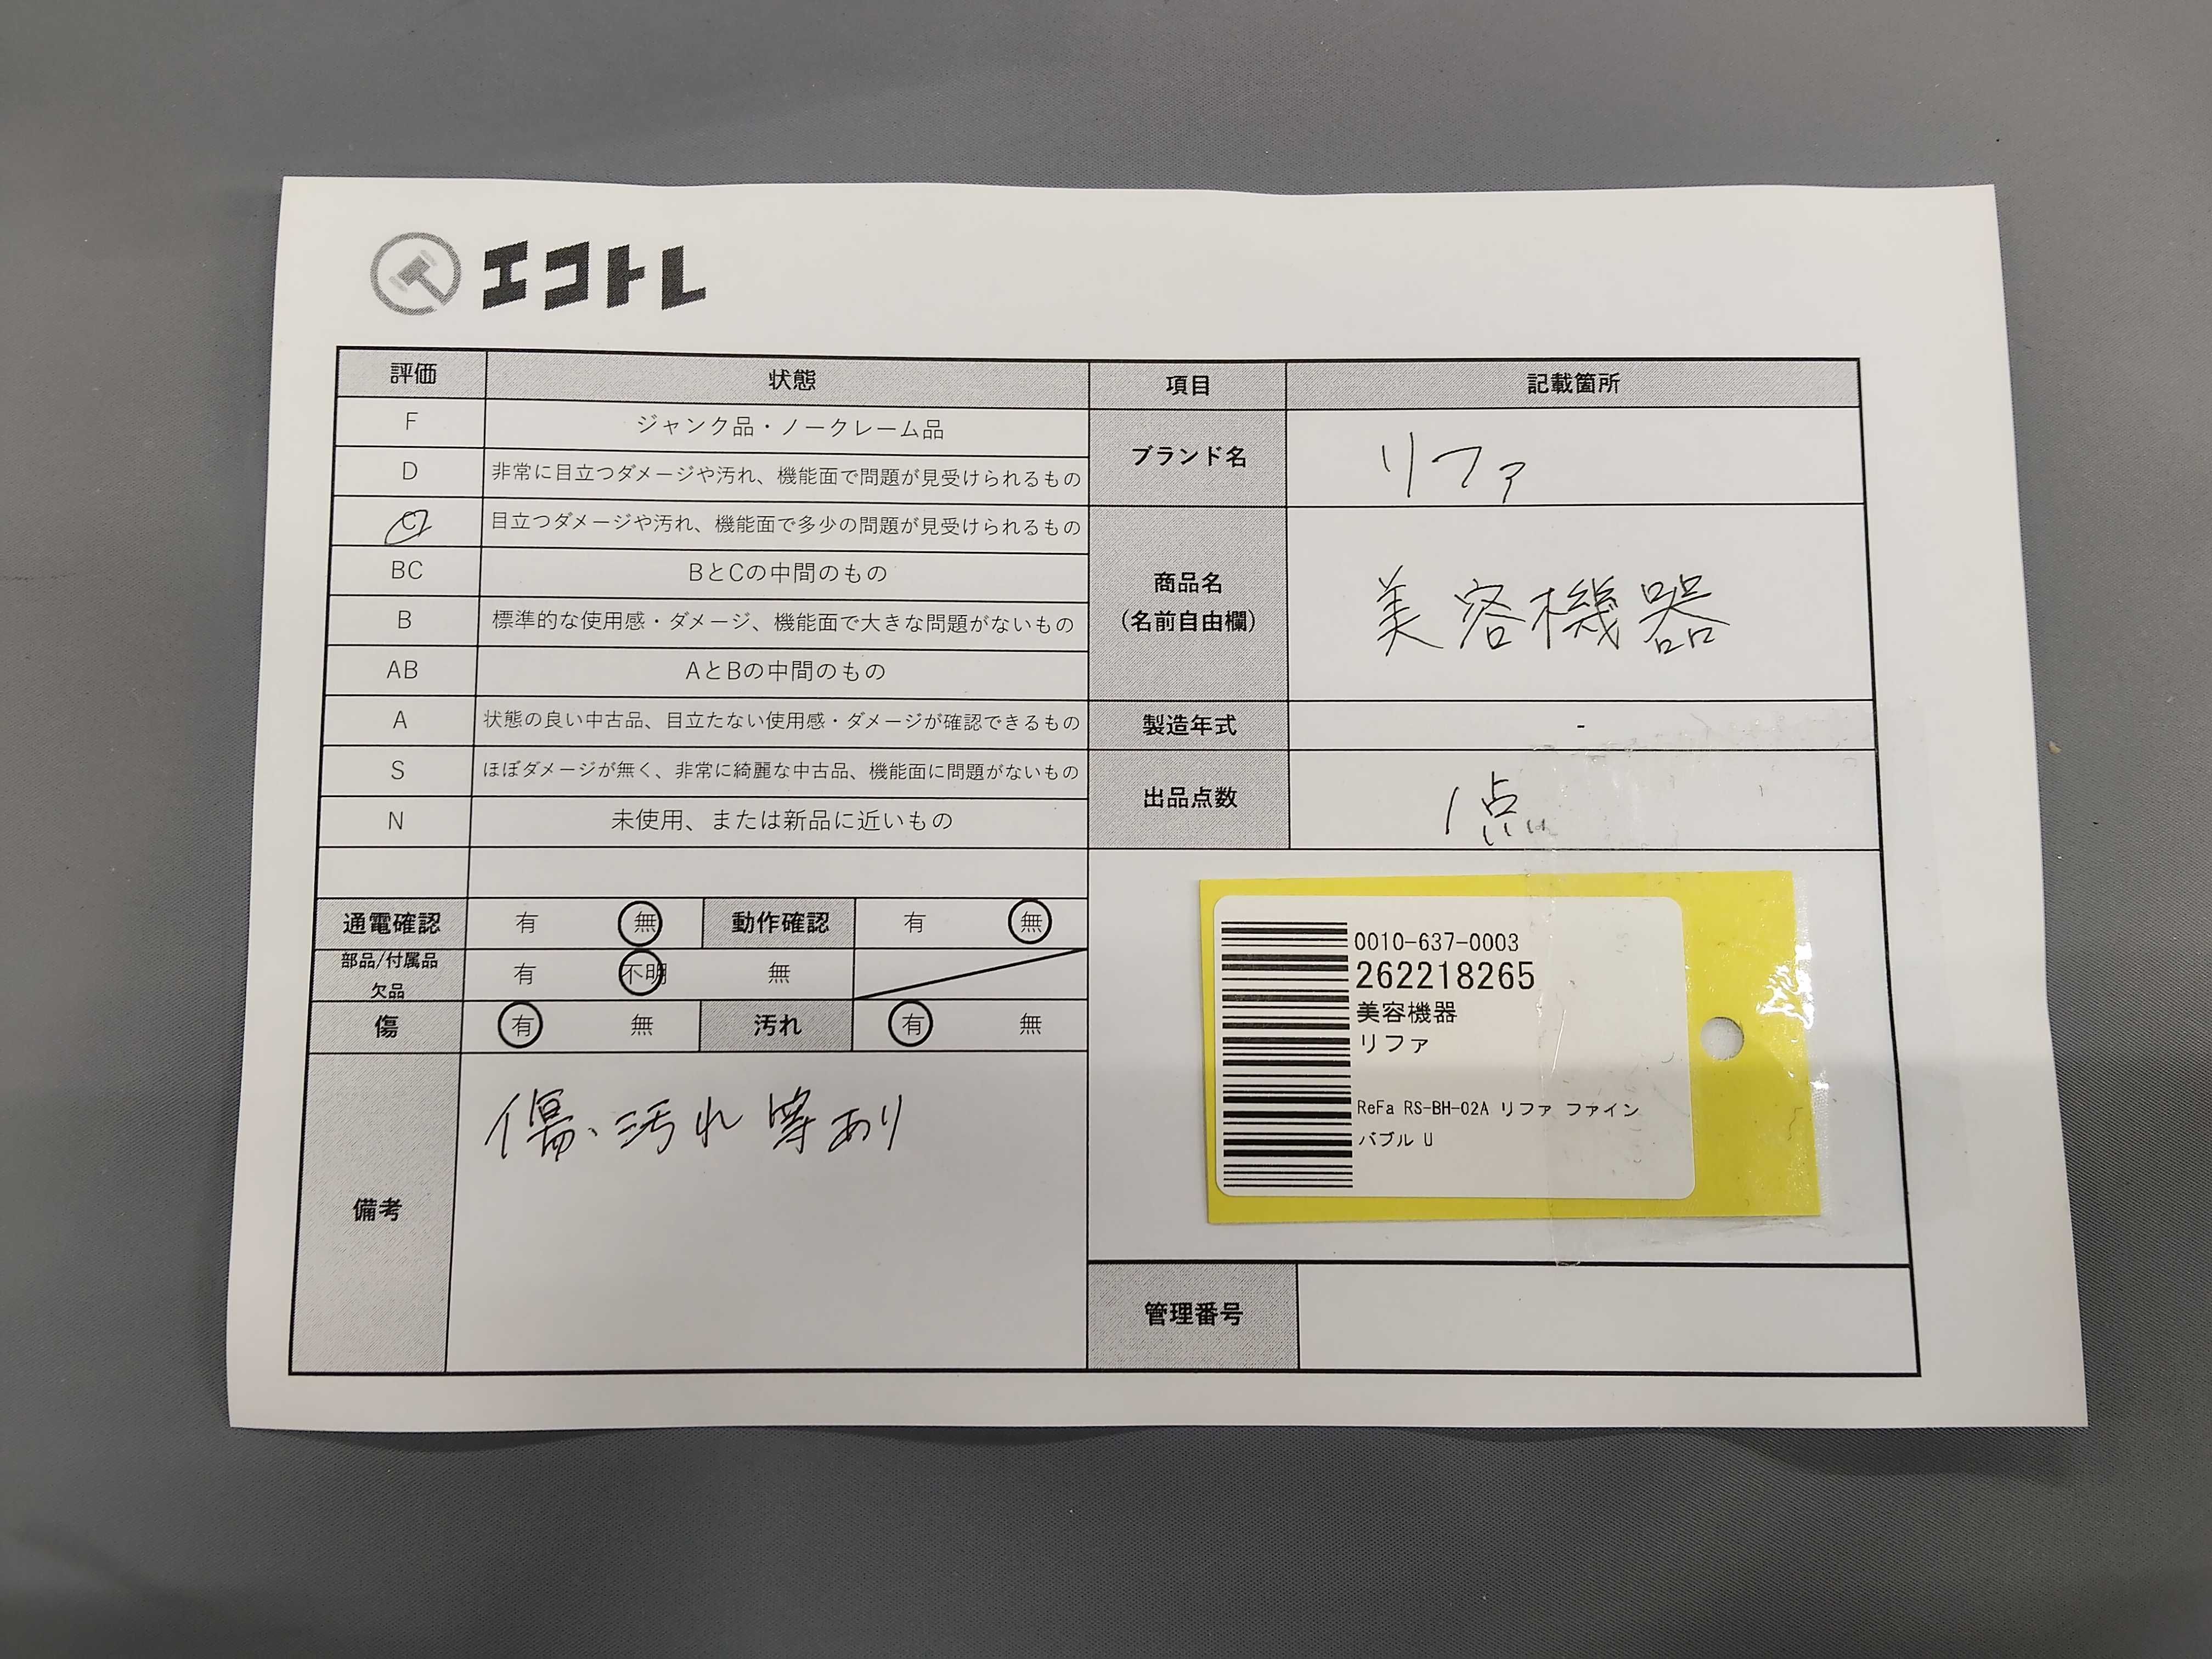 エコトレ
評価 状態 項目 記載箇所
F ジャンク品・ノークレーム品
D 非常に目立つダメージや汚れ、機能面で問題が見受けられるもの
C 目立つダメージや汚れ、機能面で多少の問題が見受けられるもの
BC BとCの中間のもの
B 標準的な使用感・ダメージ、機能面で大きな問題がないもの
AB AとBの中間のもの
A 状態の良い中古品、目立たない使用感・ダメージが確認できるもの
S ほぼダメージが無く、非常に綺麗な中古品、機能面に問題がないもの
N 未使用、または新品に近いもの
ブランド名 リファ
商品名
(名前自由欄) 美容機器
製造年式 -
出品点数 1点
通電確認 有 無 動作確認 有 無
部品/付属品
欠品 有 不明 無
傷 有 無 汚れ 有 無
備考 傷、汚れ等あり
0010-637-0003
262218265
美容機器
リファ
ReFa RS-BH-02A リファ ファイン
バブル U
管理番号